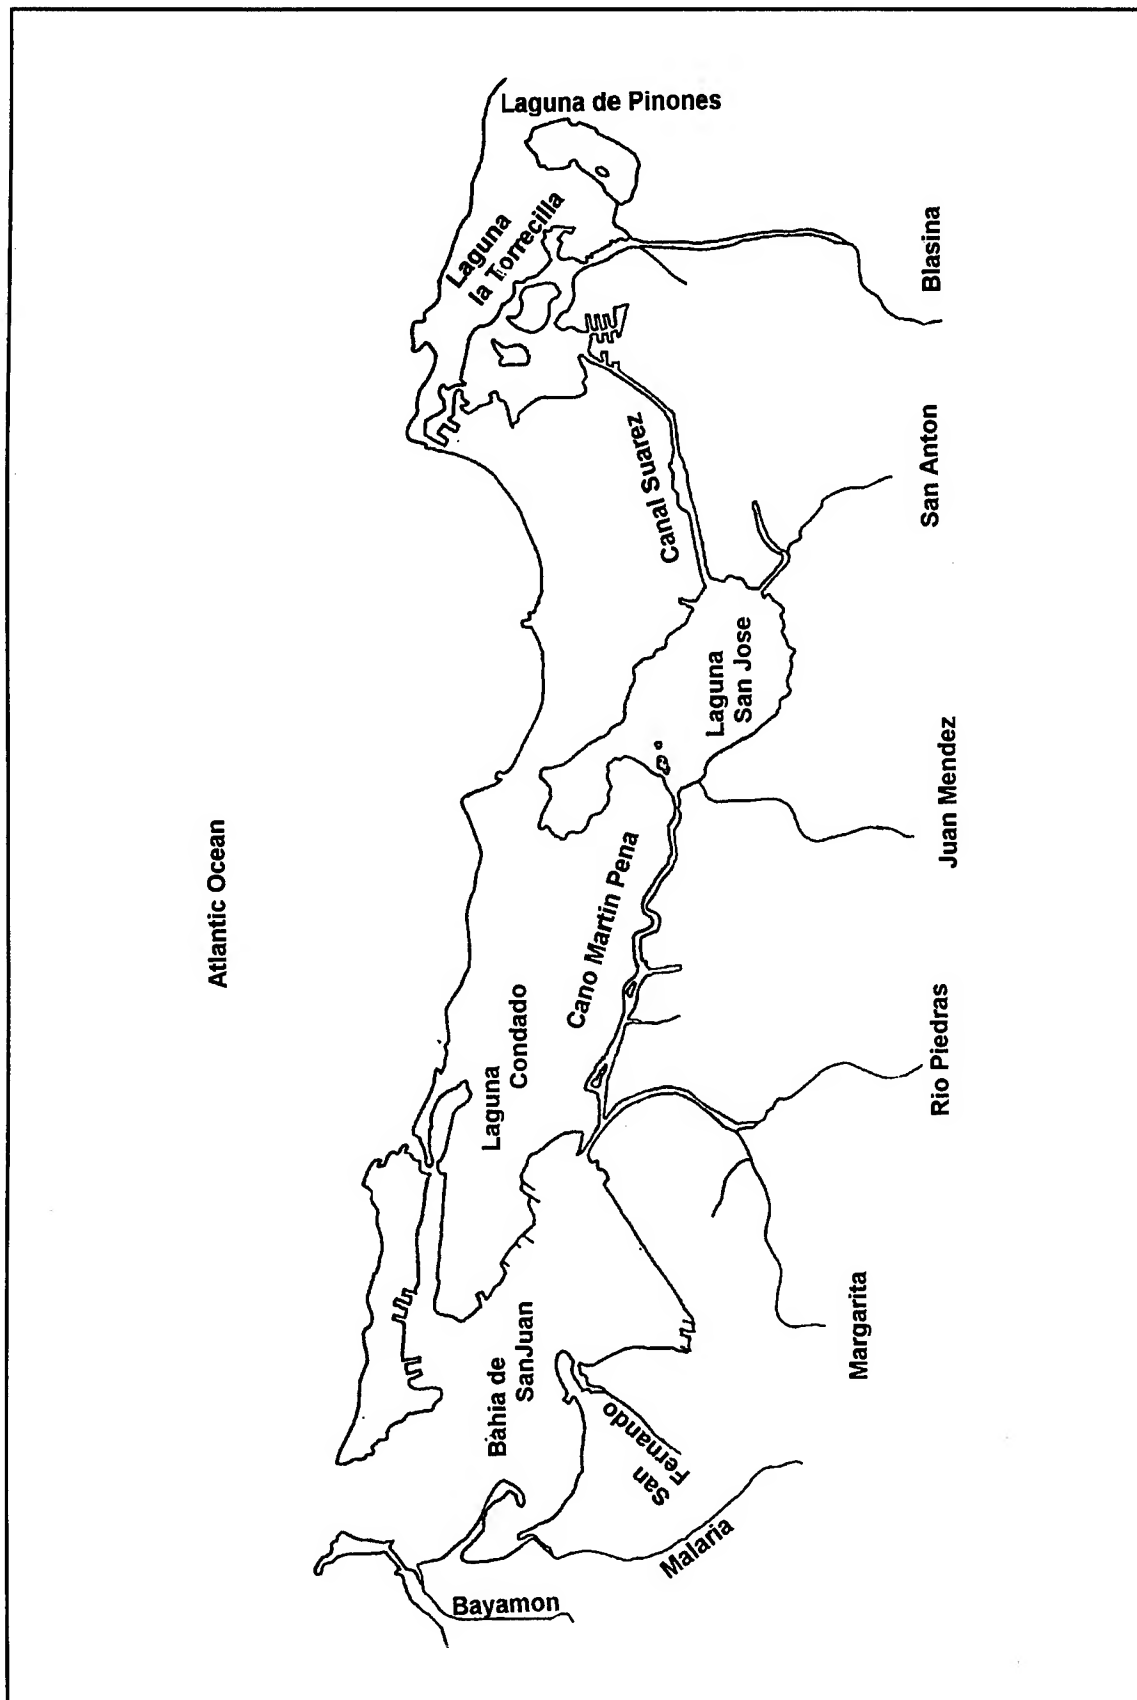 Atlantic Ocean
Laguna de Pinones
Laguna
la Torrecilla
Blasina
San Anton
Canal Suarez
Laguna
San Jose
Juan Mendez
Cano Martin Pena
Laguna
Condado
Rio Piedras
Margarita
Bahia de
SanJuan
San
Fernando
Malaria
Bayamon